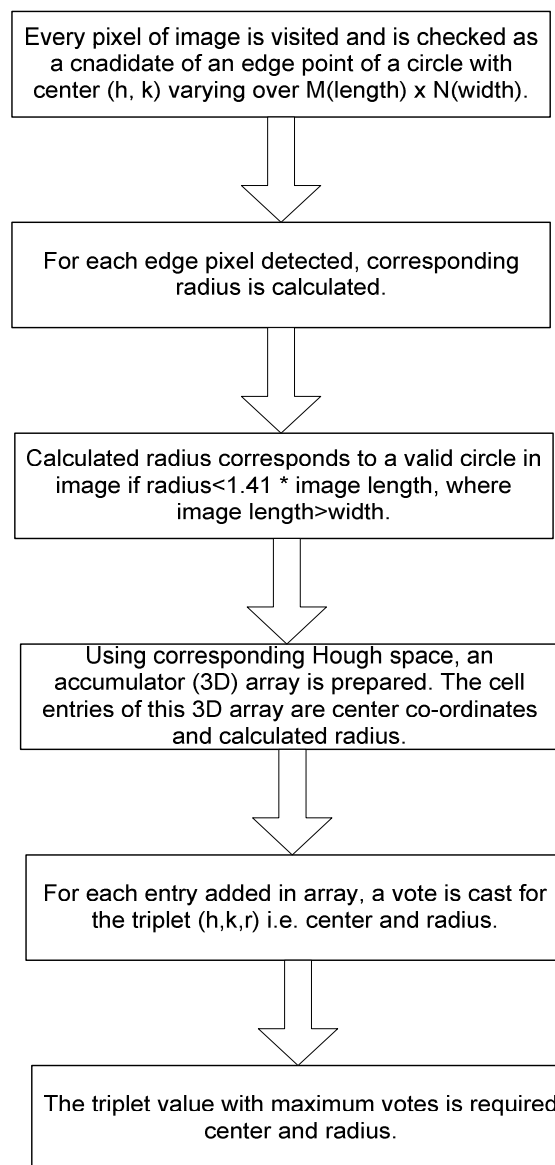 Every pixel of image is visited and is checked as
a cnadidate of an edge point of a circle with
center (h, k) varying over M(length) x N(width).
For each edge pixel detected, corresponding
radius is calculated.
Calculated radius corresponds to a valid circle in
image if radius<1.41 * image length, where
image length>width.
Using corresponding Hough space, an
accumulator (3D) array is prepared. The cell
entries of this 3D array are center co-ordinates
and calculated radius.
For each entry added in array, a vote is cast for
the triplet (h,k,r) i.e. center and radius.
The triplet value with maximum votes is required
center and radius.